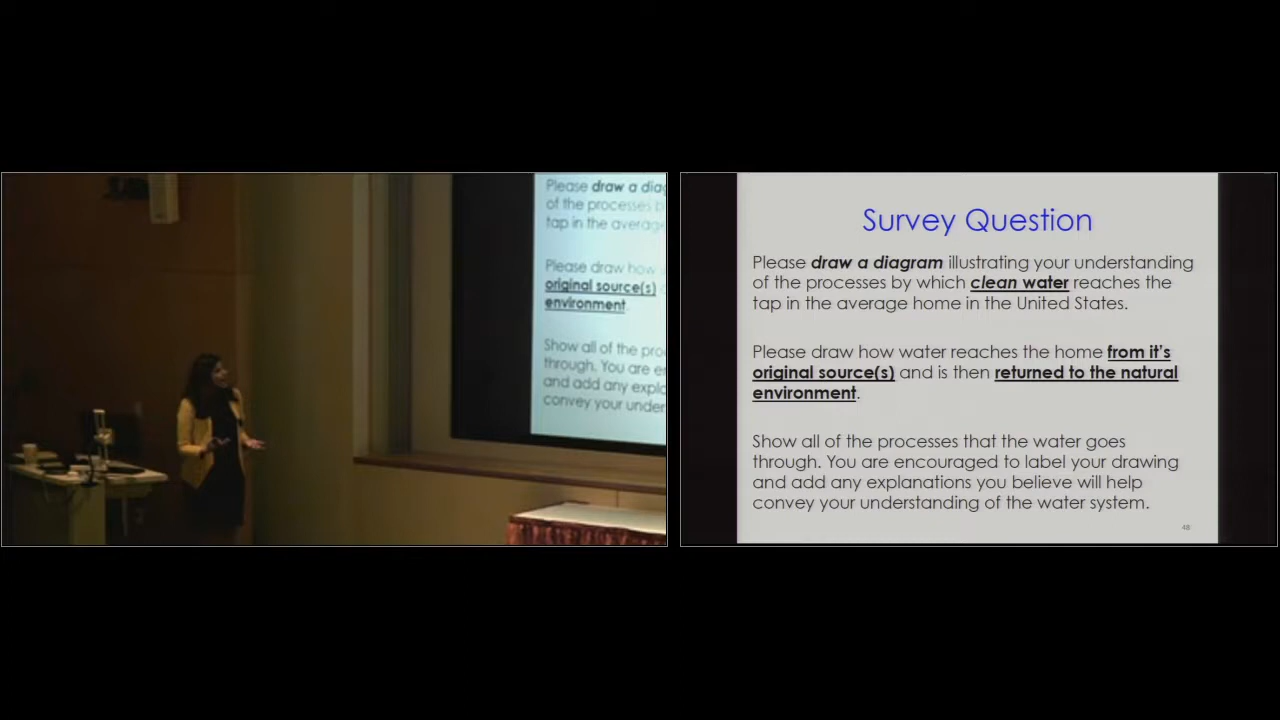 Please draw a dia
of the processes b
tap in the average
Please draw how
original source(s)
environment.
Show all of the pro
through. You are e
and add any expla
convey your under
Survey Question
Please draw a diagram illustrating your understanding
of the processes by which clean water reaches the
tap in the average home in the United States.
Please draw how water reaches the home from it's
original source(s) and is then returned to the natural
environment.
Show all of the processes that the water goes
through. You are encouraged to label your drawing
and add any explanations you believe will help
convey your understanding of the water system.
48